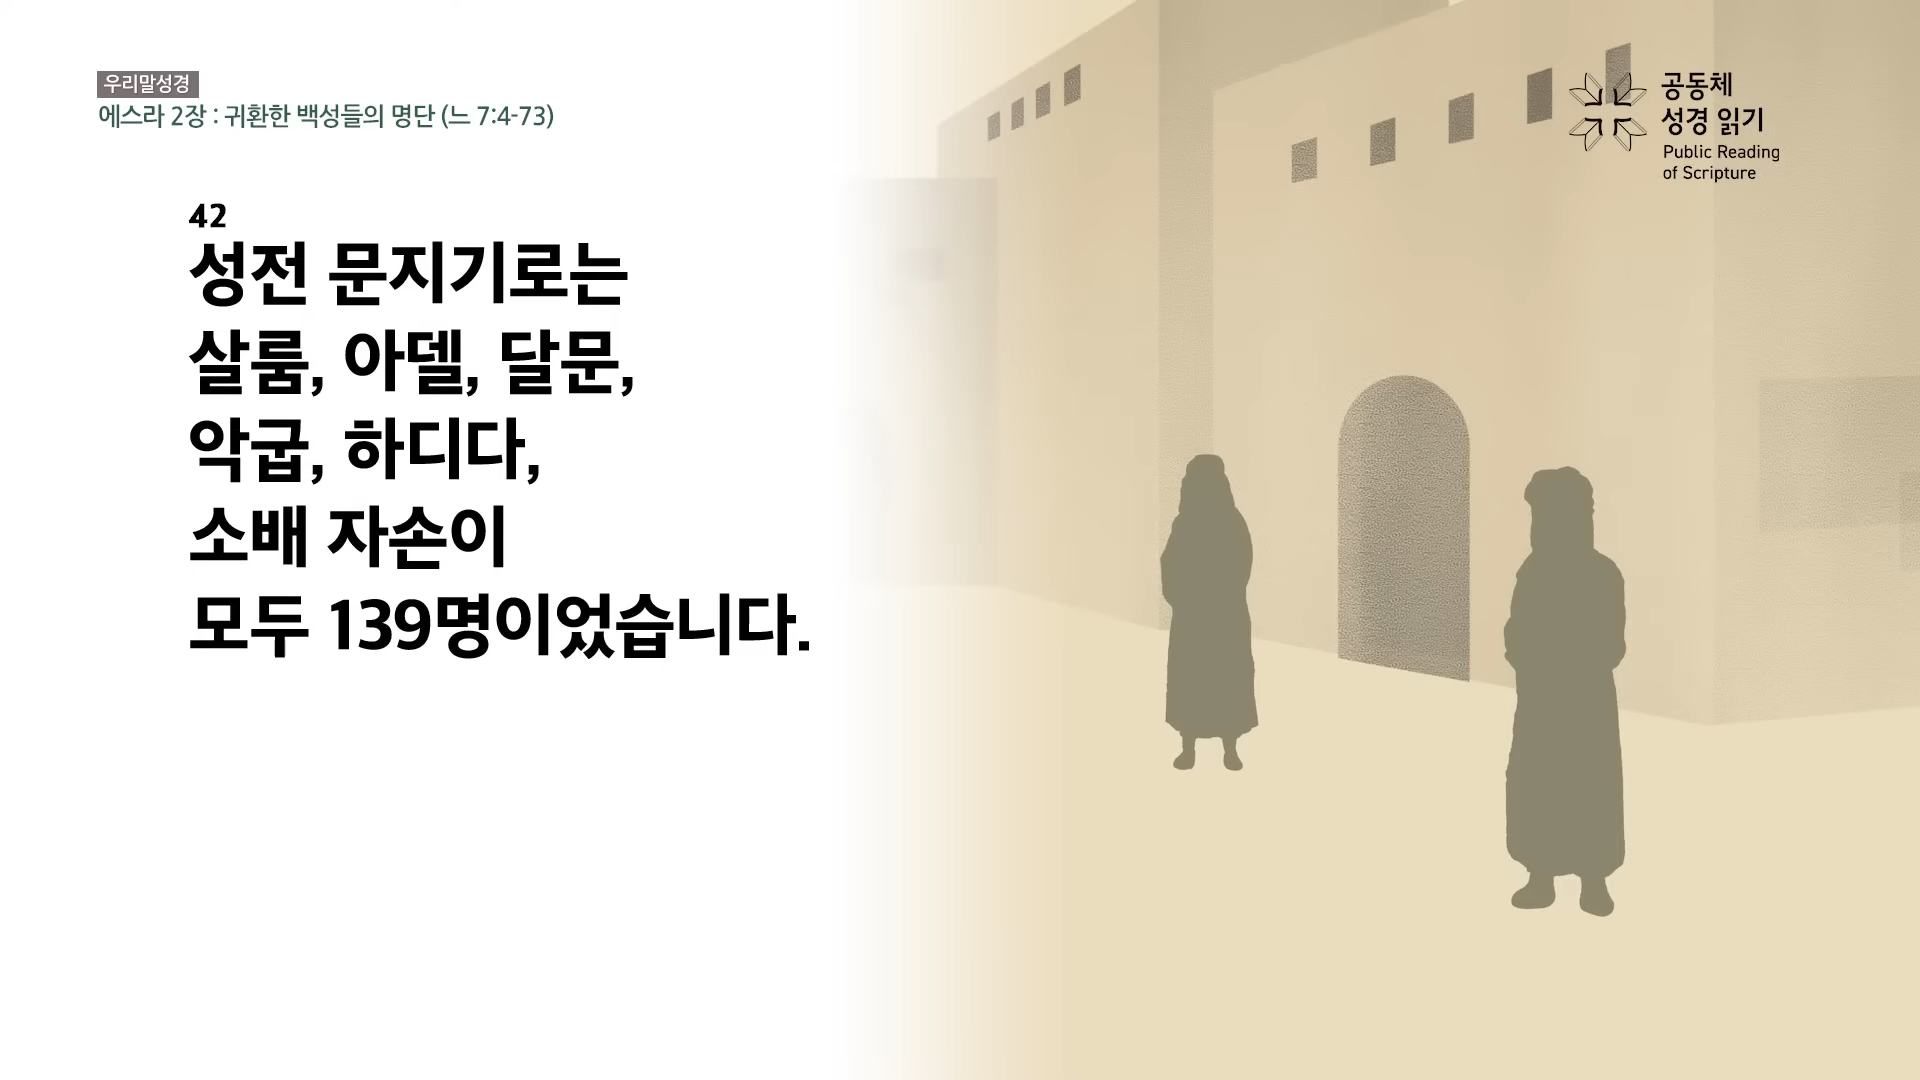 우리말성경
에스라 2장 : 귀환한 백성들의 명단 (느 7:4-73)
42
성전 문지기로는
살룸, 아델, 달문,
악굽, 하디다,
소배 자손이
모두 139명이었습니다.
공동체
성경 읽기
Public Reading
of Scripture